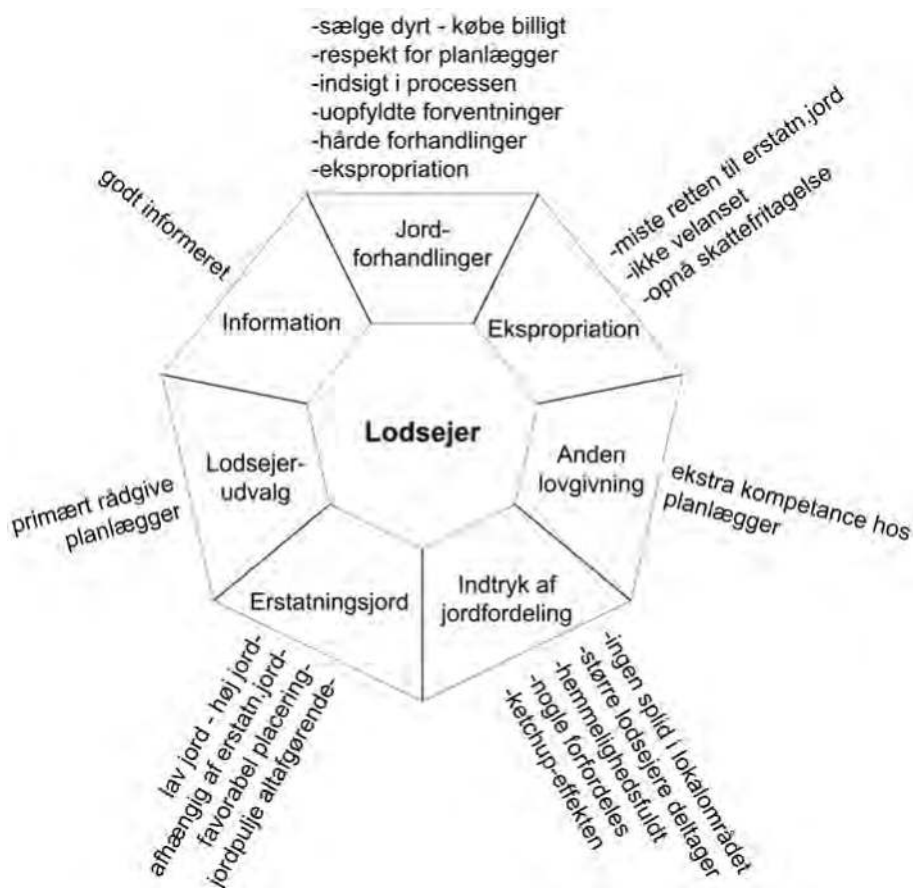 -sælge dyrt - købe billigt
-respekt for planlægger
-indsigt i processen
-uopfyldte forventninger
-hårde forhandlinger
-ekspropriation
-miste retten til erstatn.jord
-ikke velanset
-opnå skattefritagelse
godt informeret
Jord-
forhandlinger
Information
Ekspropriation
Lodsejer
Lodsejer-
udvalg
Anden
lovgivning
primært rådgive
planlægger
ekstra kompetance hos
planlægger
Erstatningsjord
Indtryk af
jordfordeling
lav jord - høj jord-
afhængig af erstatn.jord-
favorabel placering-
jordpulje altafgørende-
-ingen splid i lokalområdet
-større lodsejere deltager
-hemmelighedsfuldt
-nogle forfordeles
-ketchup-effekten